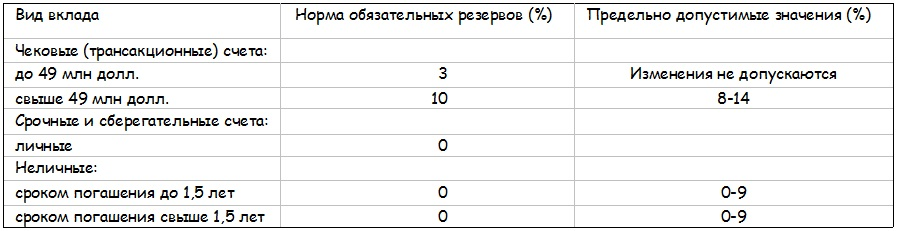 Вид вклада Норма обязательных резервов (%) Предельно допустимые значения (%)
Чековые (трансакционные) счета:
до 49 млн долл. 3 Изменения не допускаются
свыше 49 млн долл. 10 8-14
Срочные и сберегательные счета:
личные 0
Неличные:
сроком погашения до 1,5 лет 0 0-9
сроком погашения свыше 1,5 лет 0 0-9